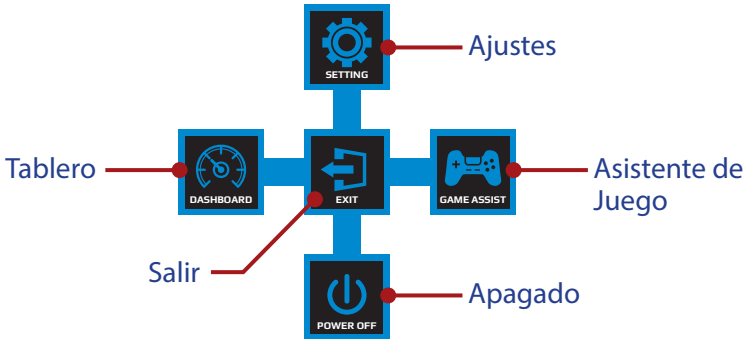 SETTING
Ajustes
Tablero
DASHBOARD
EXIT
GAME ASSIST
Asistente de
Juego
Salir
POWER OFF
Apagado